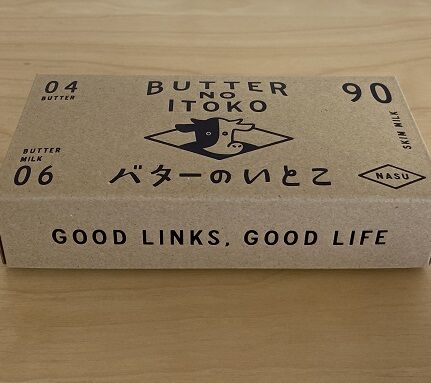 04
BUTTER
BUTTER
NO
ITOKO
90
SKIM MILK
BUTTER
MILK
06
バターのいとこ
NASU
GOOD LINKS, GOOD LIFE